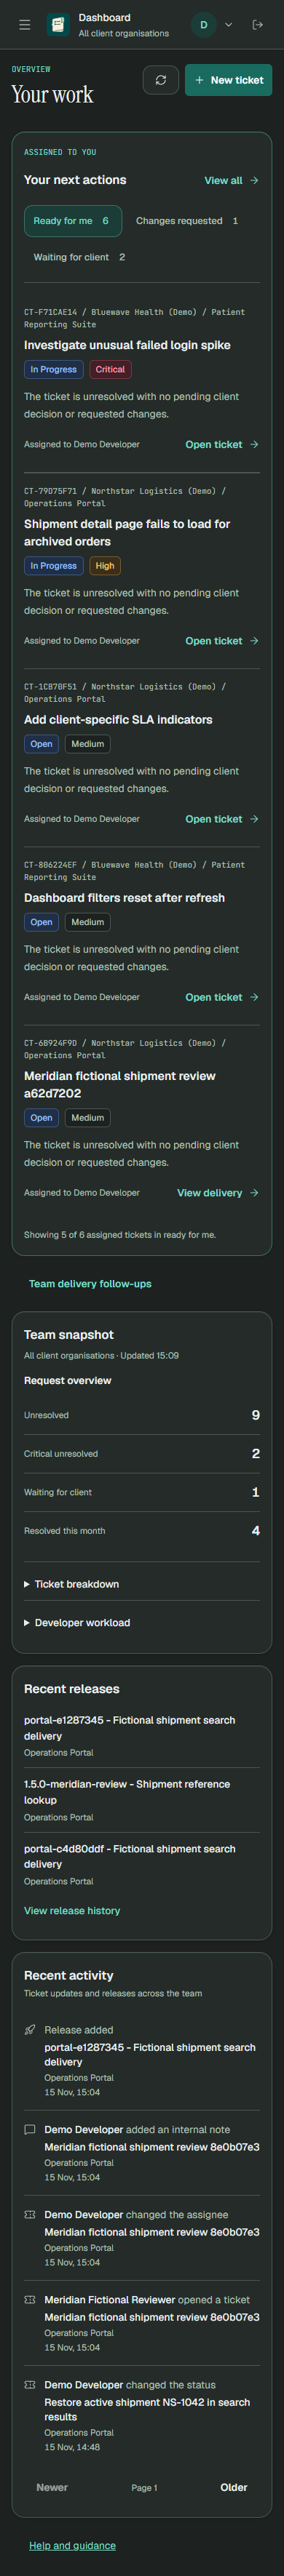 Dashboard
All client organisations
D
OVERVIEW
Your work
New ticket
ASSIGNED TO YOU
Your next actions
View all
Ready for me 6
Changes requested 1
Waiting for client 2
CT-F71CAE14 / Bluewave Health (Demo) / Patient
Reporting Suite
Investigate unusual failed login spike
In Progress
Critical
The ticket is unresolved with no pending client
decision or requested changes.
Assigned to Demo Developer
Open ticket
CT-79D75F71 / Northstar Logistics (Demo) /
Operations Portal
Shipment detail page fails to load for
archived orders
In Progress
High
The ticket is unresolved with no pending client
decision or requested changes.
Assigned to Demo Developer
Open ticket
CT-1CB70F51 / Northstar Logistics (Demo) /
Operations Portal
Add client-specific SLA indicators
Open
Medium
The ticket is unresolved with no pending client
decision or requested changes.
Assigned to Demo Developer
Open ticket
CT-806224EF / Bluewave Health (Demo) / Patient
Reporting Suite
Dashboard filters reset after refresh
Open
Medium
The ticket is unresolved with no pending client
decision or requested changes.
Assigned to Demo Developer
Open ticket
CT-6B924F9D / Northstar Logistics (Demo) /
Operations Portal
Meridian fictional shipment review
a62d7202
Open
Medium
The ticket is unresolved with no pending client
decision or requested changes.
Assigned to Demo Developer
View delivery
Showing 5 of 6 assigned tickets in ready for me.
Team delivery follow-ups
Team snapshot
All client organisations · Updated 15:09
Request overview
Unresolved 9
Critical unresolved 2
Waiting for client 1
Resolved this month 4
Ticket breakdown
Developer workload
Recent releases
portal-e1287345 - Fictional shipment search
delivery
Operations Portal
1.5.0-meridian-review - Shipment reference
lookup
Operations Portal
portal-c4d80ddf - Fictional shipment search
delivery
Operations Portal
View release history
Recent activity
Ticket updates and releases across the team
Release added
portal-e1287345 - Fictional shipment search
delivery
Operations Portal
15 Nov, 15:04
Demo Developer added an internal note
Meridian fictional shipment review 8e0b07e3
Operations Portal
15 Nov, 15:04
Demo Developer changed the assignee
Meridian fictional shipment review 8e0b07e3
Operations Portal
15 Nov, 15:04
Meridian Fictional Reviewer opened a ticket
Meridian fictional shipment review 8e0b07e3
Operations Portal
15 Nov, 15:04
Demo Developer changed the status
Restore active shipment NS-1042 in search
results
Operations Portal
15 Nov, 14:48
Newer
Page 1
Older
Help and guidance